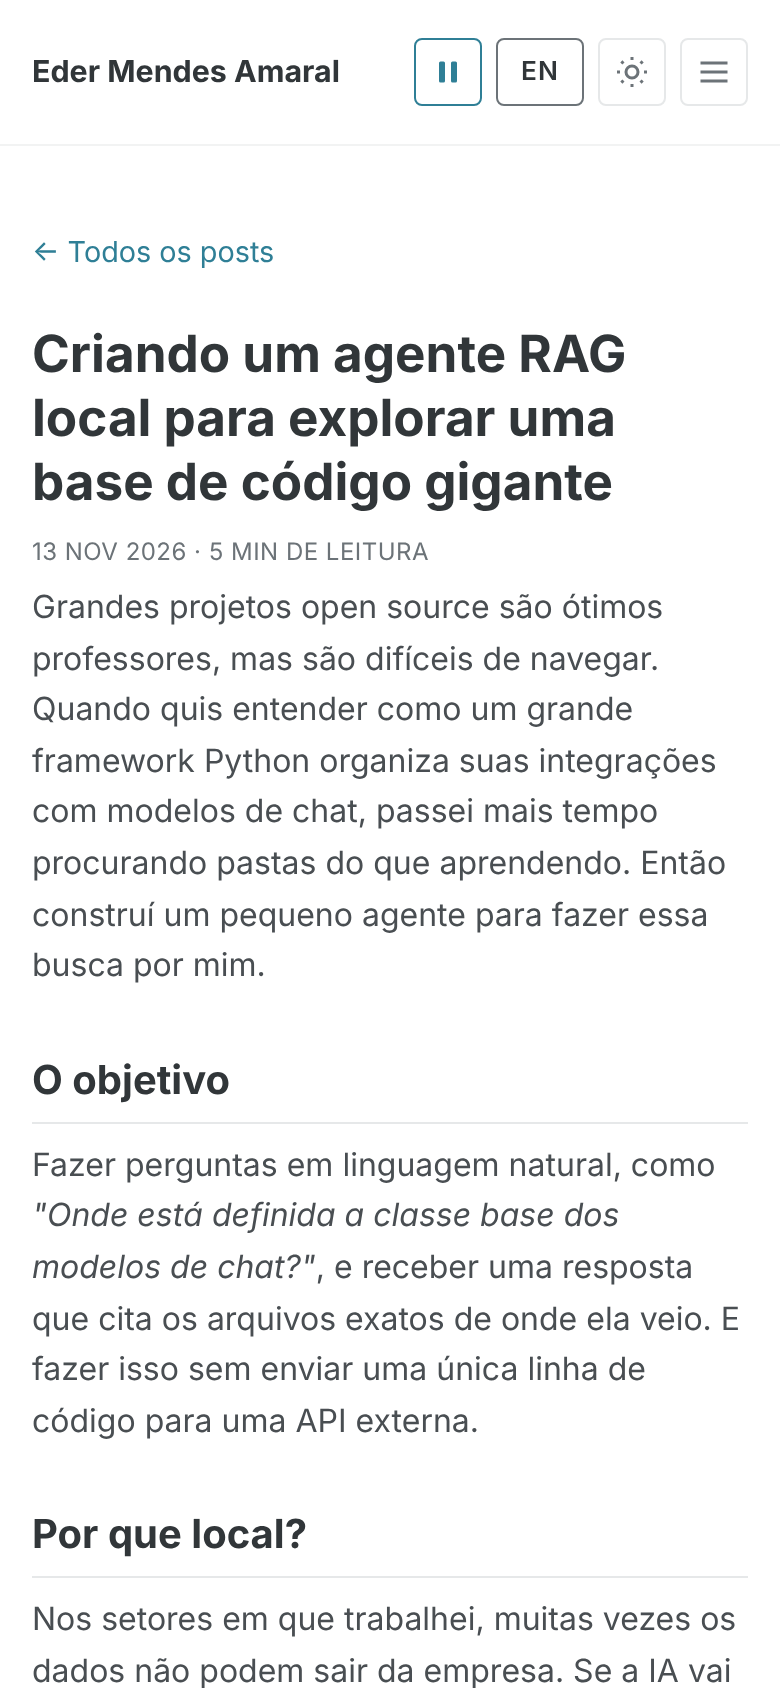 Eder Mendes Amaral
EN
← Todos os posts
Criando um agente RAG
local para explorar uma
base de código gigante
13 NOV 2026 · 5 MIN DE LEITURA
Grandes projetos open source são ótimos
professores, mas são difíceis de navegar.
Quando quis entender como um grande
framework Python organiza suas integrações
com modelos de chat, passei mais tempo
procurando pastas do que aprendendo. Então
construí um pequeno agente para fazer essa
busca por mim.
O objetivo
Fazer perguntas em linguagem natural, como
"Onde está definida a classe base dos
modelos de chat?", e receber uma resposta
que cita os arquivos exatos de onde ela veio. E
fazer isso sem enviar uma única linha de
código para uma API externa.
Por que local?
Nos setores em que trabalhei, muitas vezes os
dados não podem sair da empresa. Se a IA vai